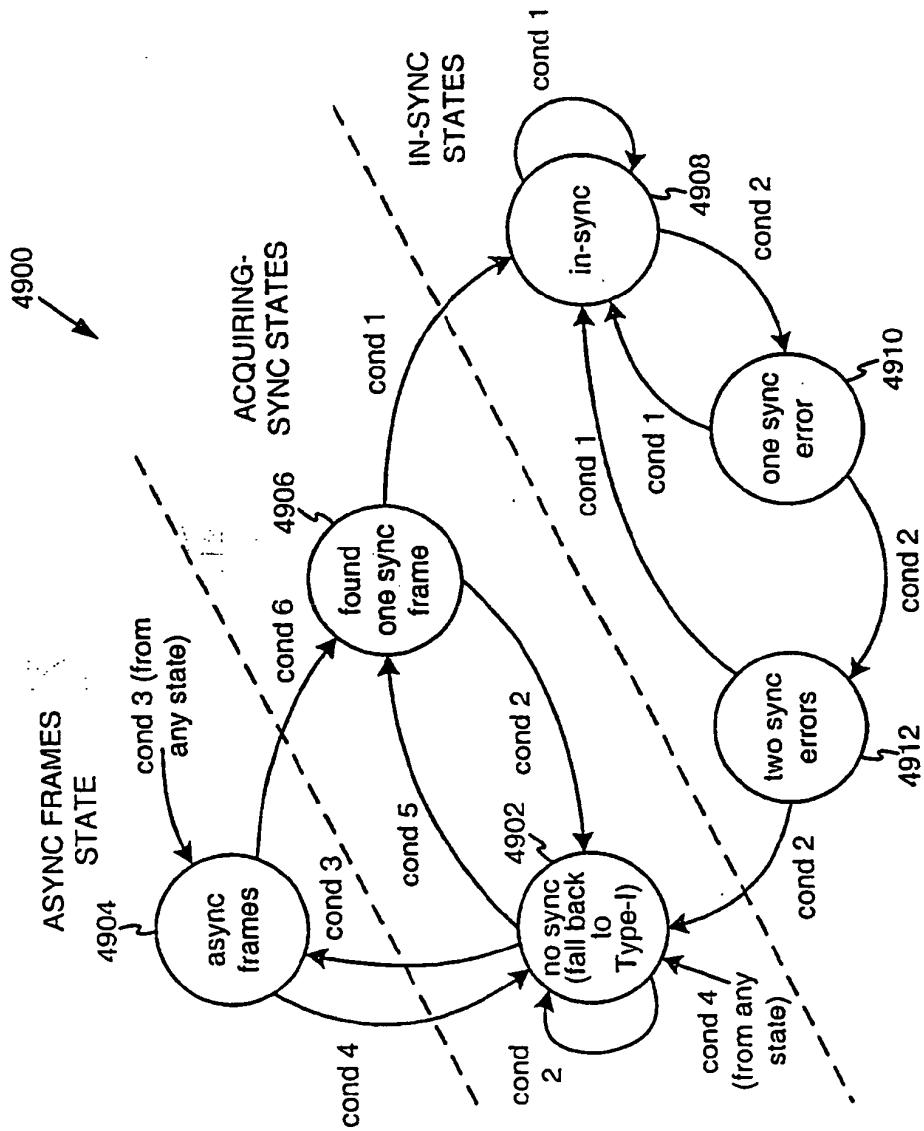 4900
ASYNC FRAMES
STATE
ACQUIRING-
SYNC STATES
IN-SYNC
STATES
4904
async
frames
cond 3 (from
any state)
cond 6
4906
found
one sync
frame
cond 1
in-sync
cond 1
4908
cond 2
4910
one sync
error
cond 1
cond 1
cond 2
two sync
errors
4912
cond 2
cond 2
cond 5
cond 3
4902
no sync
(fall back
to
Type-I)
cond 4
cond
2
cond 4
(from any
state)